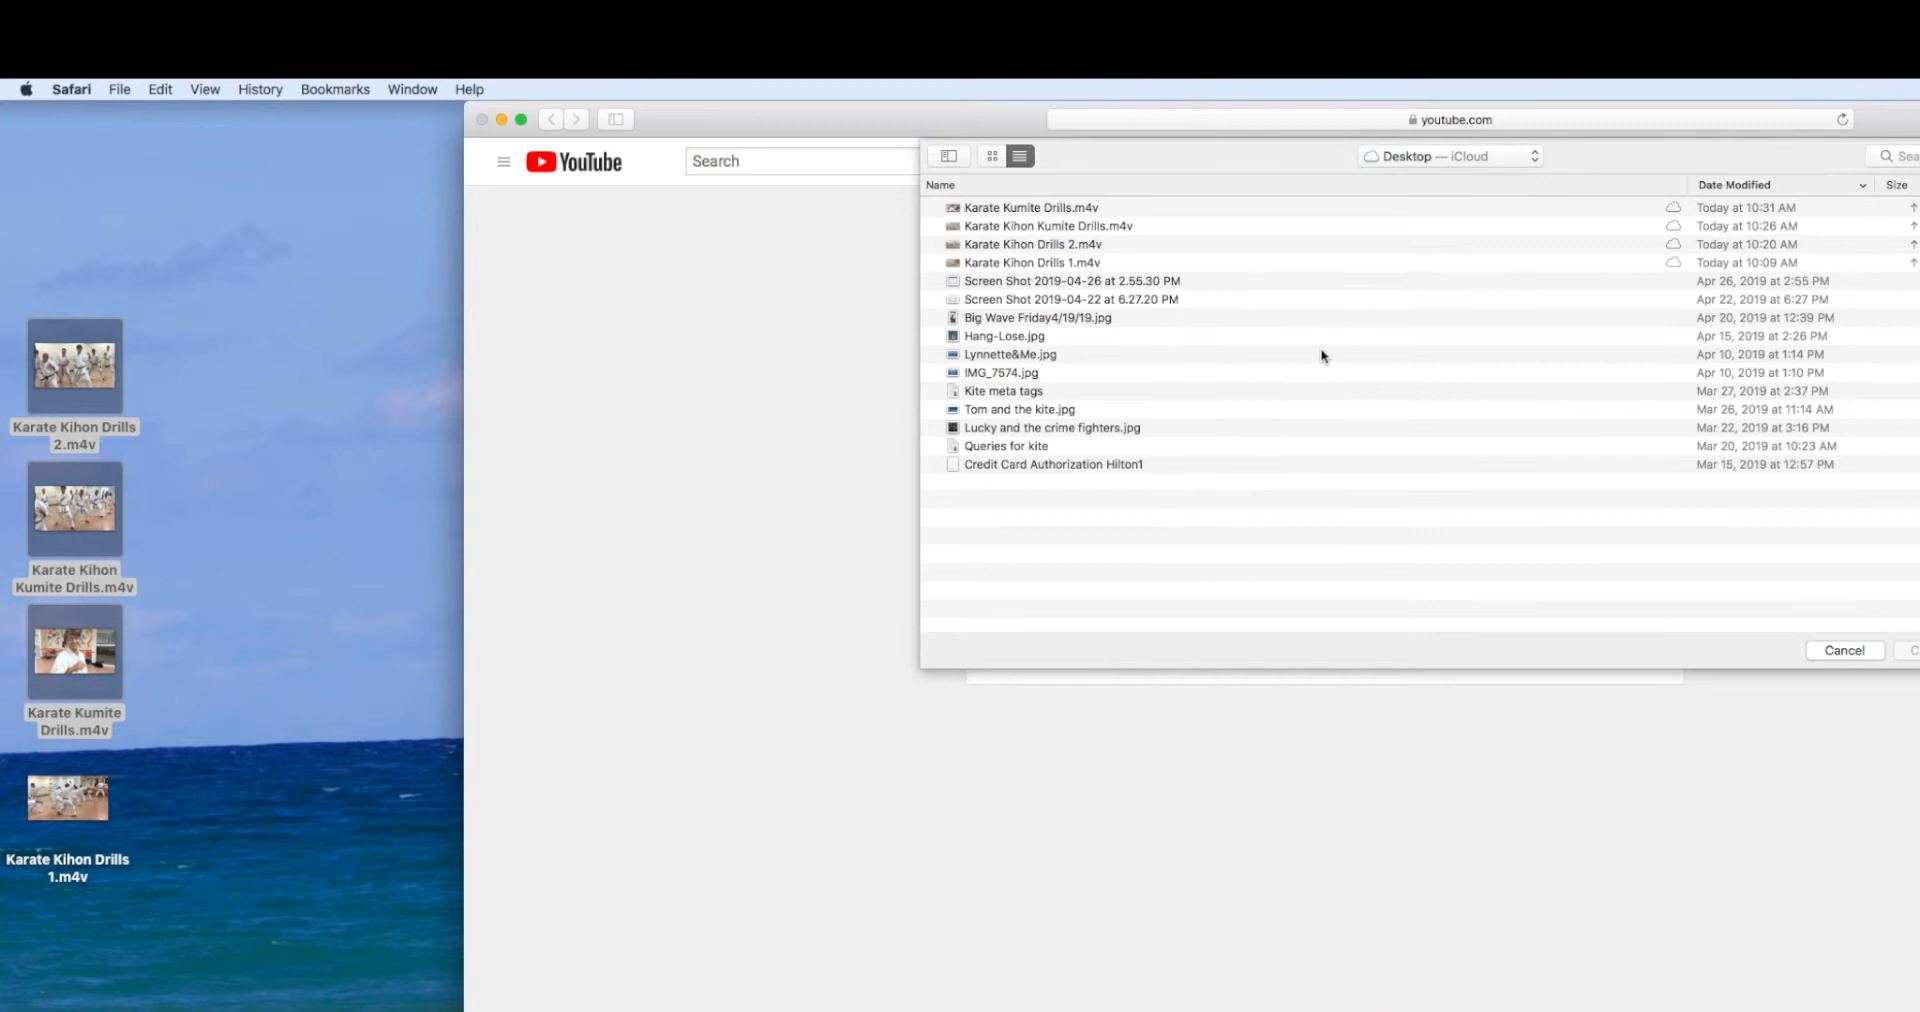 Safari File Edit View History Bookmarks Window Help
youtube.com
YouTube Search
Desktop — iCloud
Name Date Modified Size
Karate Kumite Drills.m4v Today at 10:31 AM
Karate Kihon Kumite Drills.m4v Today at 10:26 AM
Karate Kihon Drills 2.m4v Today at 10:20 AM
Karate Kihon Drills 1.m4v Today at 10:09 AM
Screen Shot 2019-04-26 at 2.55.30 PM Apr 26, 2019 at 2:55 PM
Screen Shot 2019-04-22 at 6.27.20 PM Apr 22, 2019 at 6:27 PM
Big Wave Friday4/19/19.jpg Apr 20, 2019 at 12:39 PM
Hang-Lose.jpg Apr 15, 2019 at 2:26 PM
Lynnette&Me.jpg Apr 10, 2019 at 1:14 PM
IMG_7574.jpg Apr 10, 2019 at 1:10 PM
Kite meta tags Mar 27, 2019 at 2:37 PM
Tom and the kite.jpg Mar 26, 2019 at 11:14 AM
Lucky and the crime fighters.jpg Mar 22, 2019 at 3:16 PM
Queries for kite Mar 20, 2019 at 10:23 AM
Credit Card Authorization Hilton1 Mar 15, 2019 at 12:57 PM
Cancel
Karate Kihon Drills
2.m4v
Karate Kihon
Kumite Drills.m4v
Karate Kumite
Drills.m4v
Karate Kihon Drills
1.m4v